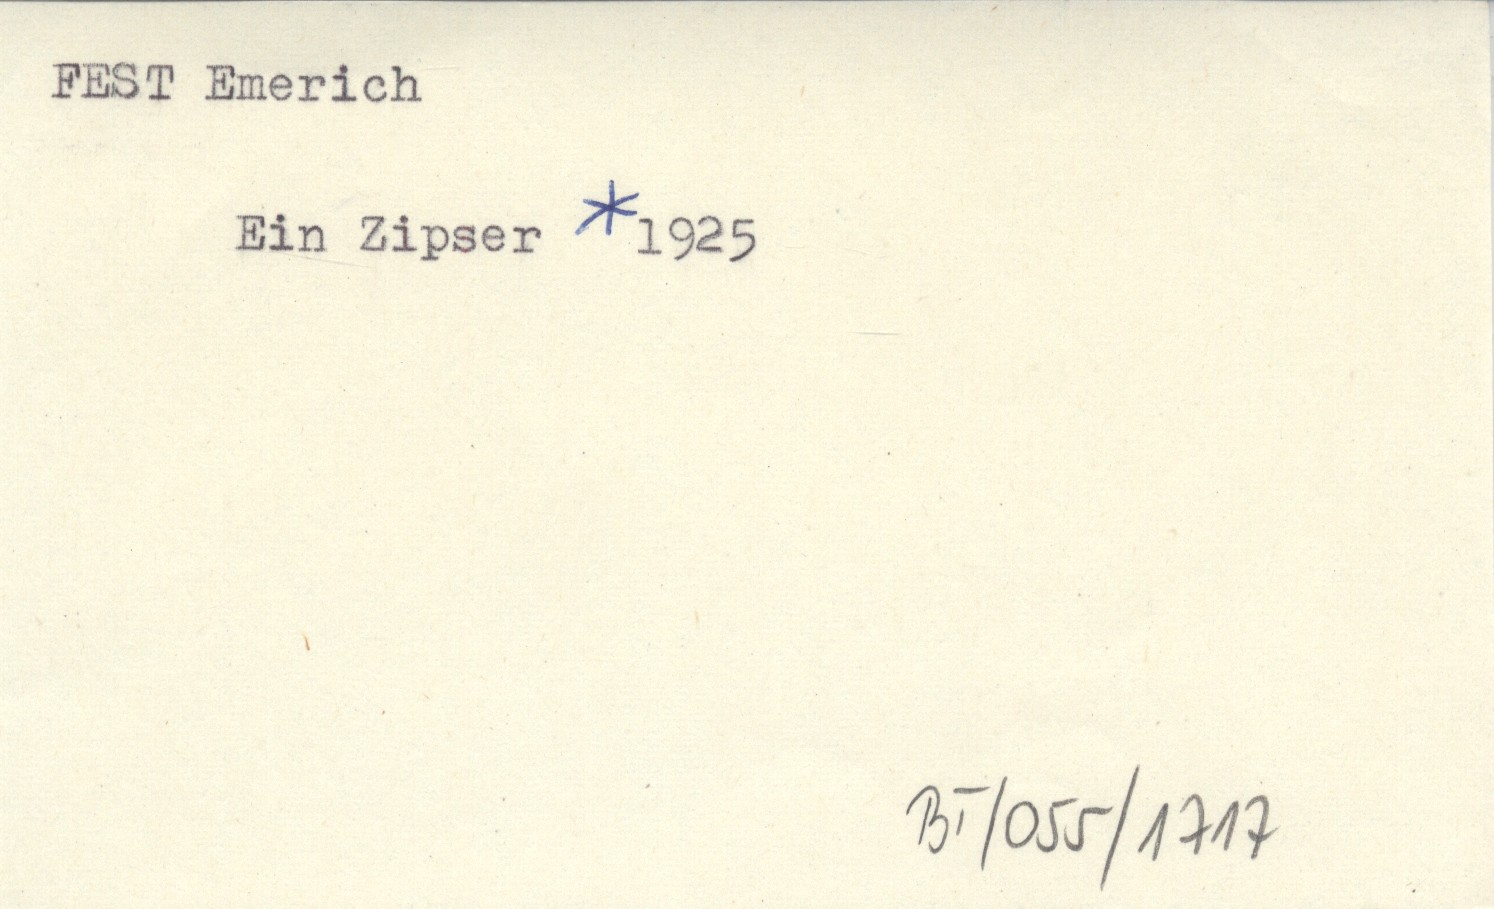 FEST Emerich
Ein Zipser *1925
BI/055/1717